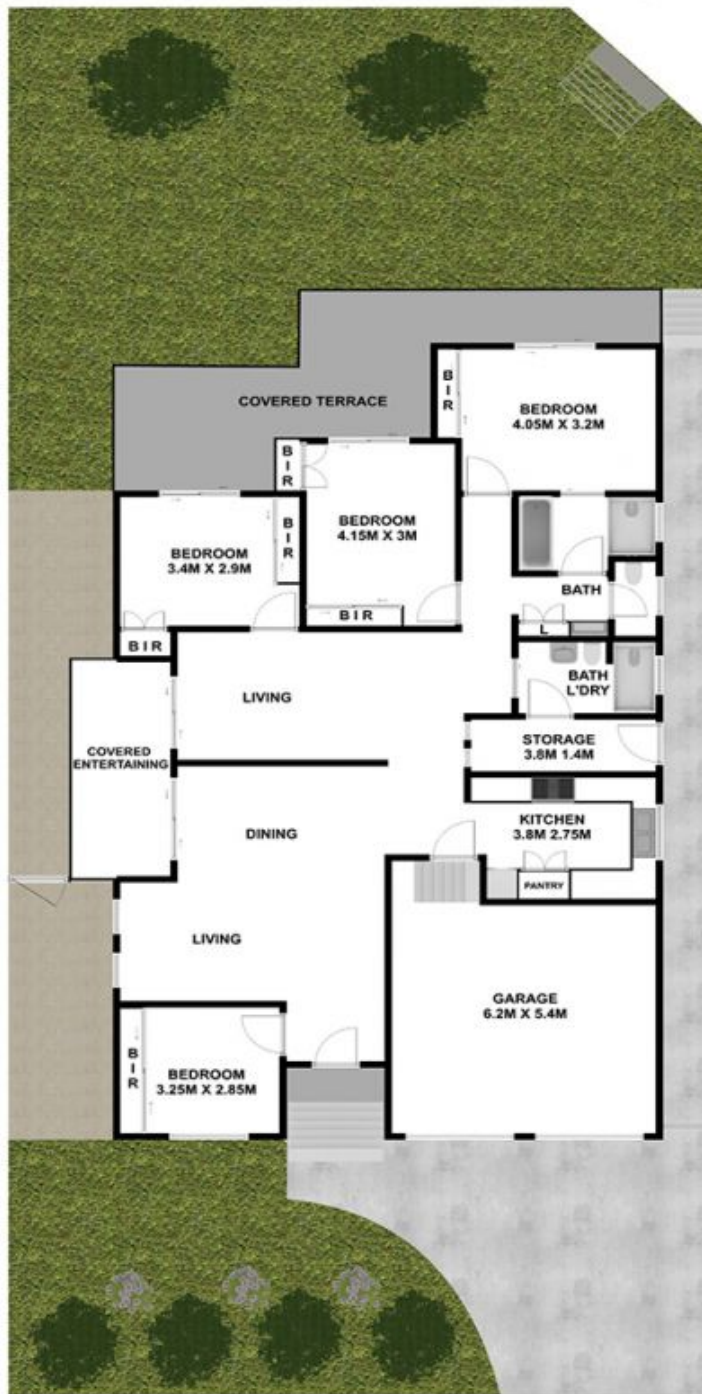 COVERED TERRACE
B
I
R
BEDROOM
4.05M X 3.2M
B
I
R
BEDROOM
4.15M X 3M
B I R
B
I
R
BEDROOM
3.4M X 2.9M
B I R
BATH
L
BATH
L'DRY
LIVING
COVERED
ENTERTAINING
STORAGE
3.8M 1.4M
DINING
KITCHEN
3.8M 2.75M
PANTRY
LIVING
GARAGE
6.2M X 5.4M
B
I
R
BEDROOM
3.25M X 2.85M